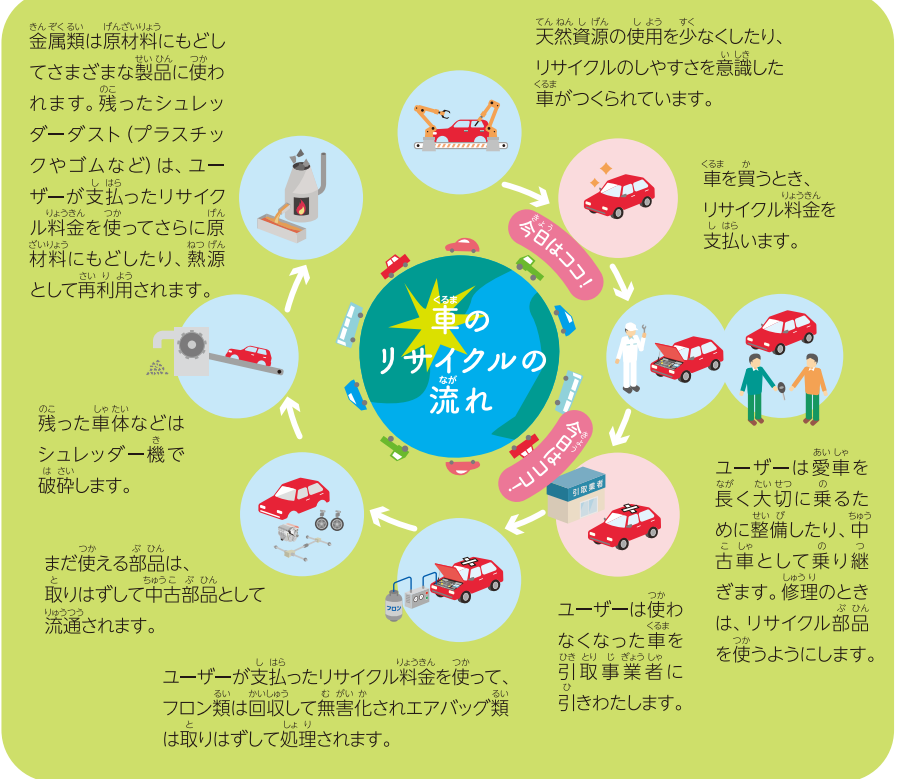 天然資源の使用を少なくしたり、
リサイクルのしやすさを意識した
車がつくられています。
車を買うとき、
リサイクル料金を
支払います。
今日はココ！
ユーザーは愛車を
長く大切に乗るた
めに整備したり、中
古車として乗り継
ぎます。修理のとき
は、リサイクル部品
を使うようにします。
今日はココ！
引取業者
ユーザーは使わ
なくなった車を
引取事業者に
引きわたします。
フロン
ユーザーが支払ったリサイクル料金を使って、
フロン類は回収して無害化されエアバッグ類
は取りはずして処理されます。
まだ使える部品は、
取りはずして中古部品として
流通されます。
残った車体などは
シュレッダー機で
破砕します。
金属類は原材料にもどし
てさまざまな製品に使わ
れます。残ったシュレッ
ダーダスト（プラスチッ
クやゴムなど）は、ユー
ザーが支払ったリサイク
ル料金を使ってさらに原
材料にもどしたり、熱源
として再利用されます。
車の
リサイクルの
流れ